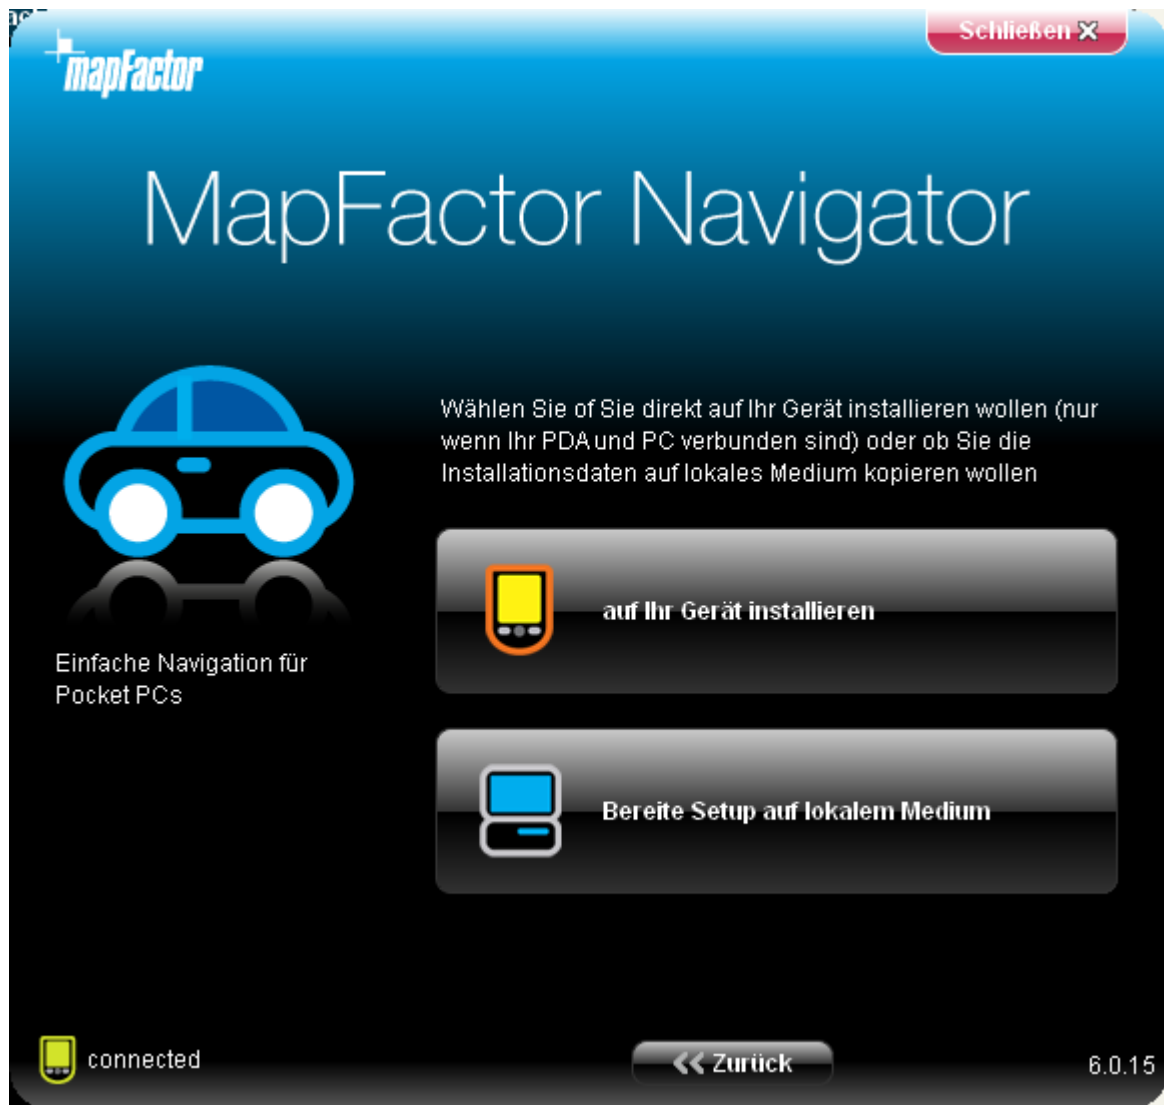 Schließen
mapFactor
MapFactor Navigator
Wählen Sie of Sie direkt auf Ihr Gerät installieren wollen (nur
wenn Ihr PDA und PC verbunden sind) oder ob Sie die
Installationsdaten auf lokales Medium kopieren wollen
auf Ihr Gerät installieren
Einfache Navigation für
Pocket PCs
Bereite Setup auf lokalem Medium
connected
Zurück
6.0.15